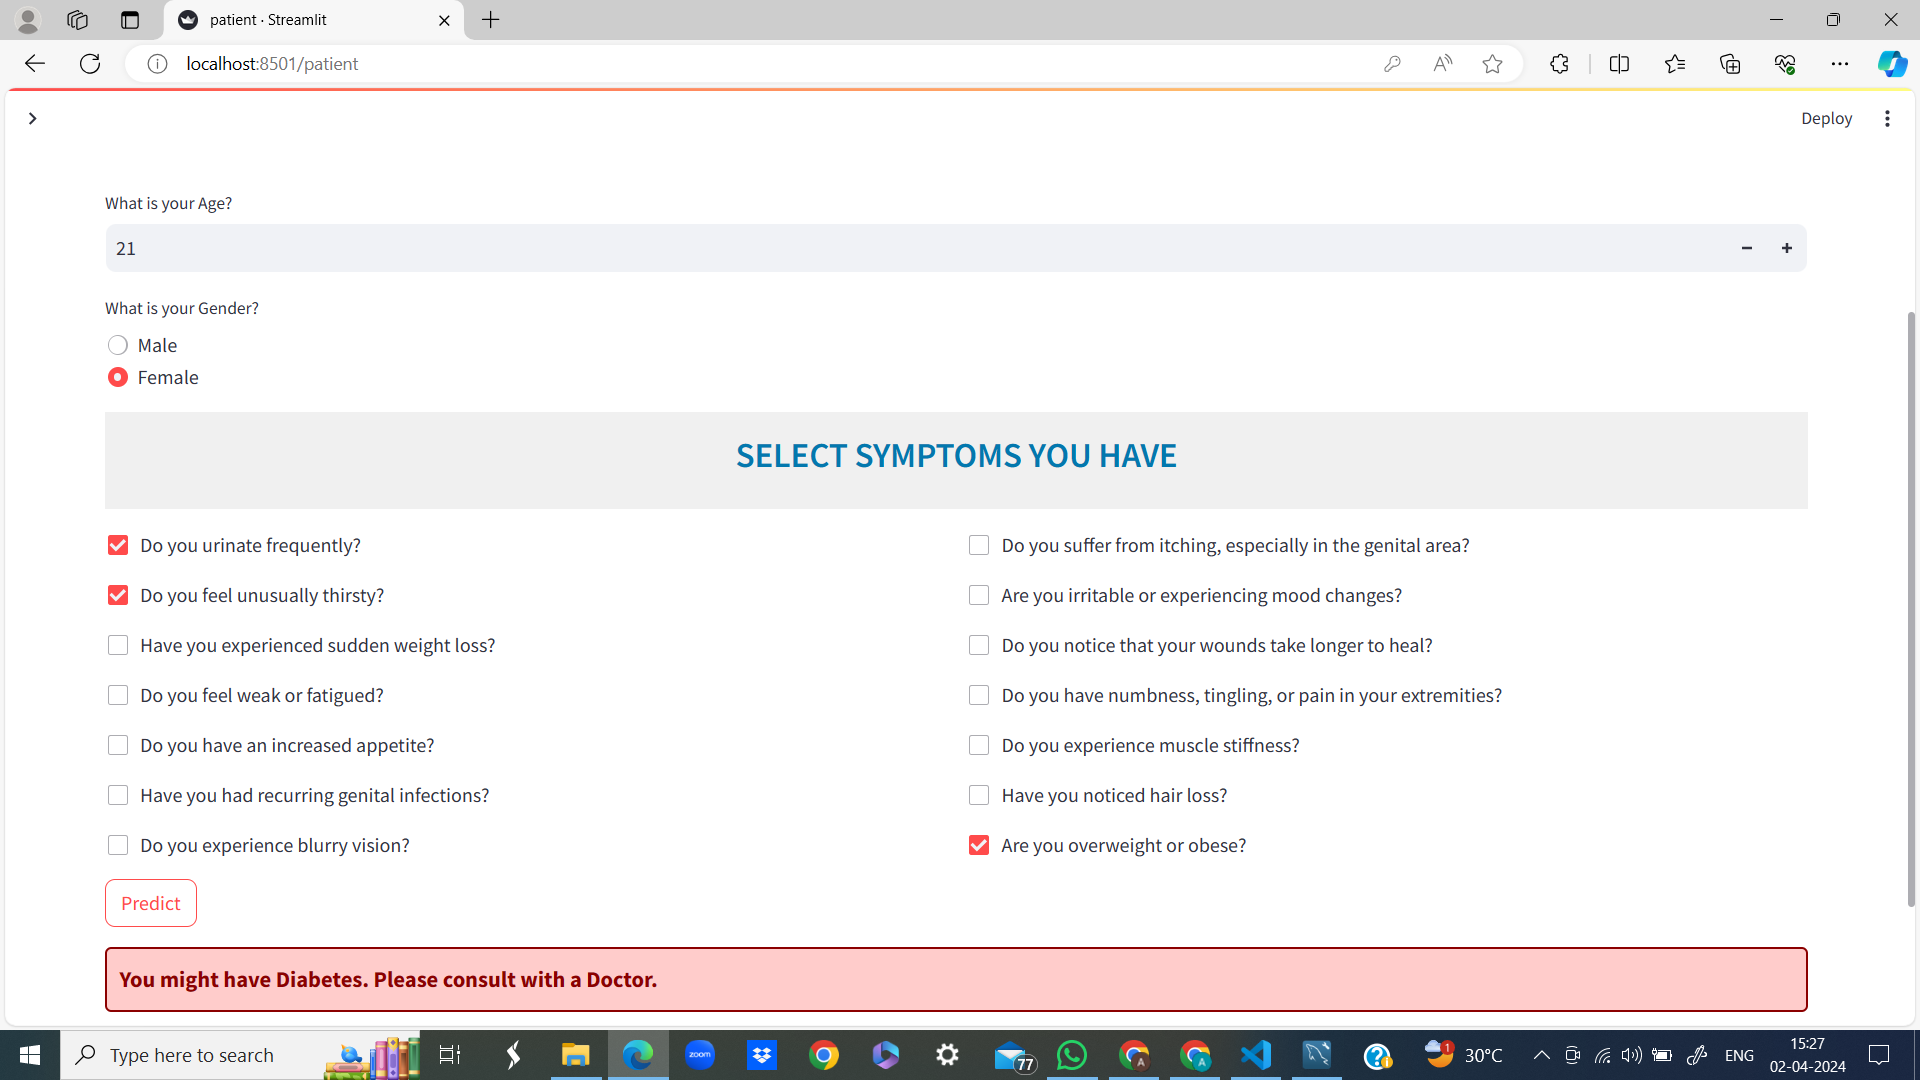 patient · Streamlit
localhost:8501/patient
Deploy
What is your Age?
21
What is your Gender?
Male
Female
SELECT SYMPTOMS YOU HAVE
Do you urinate frequently?
Do you feel unusually thirsty?
Have you experienced sudden weight loss?
Do you feel weak or fatigued?
Do you have an increased appetite?
Have you had recurring genital infections?
Do you experience blurry vision?
Do you suffer from itching, especially in the genital area?
Are you irritable or experiencing mood changes?
Do you notice that your wounds take longer to heal?
Do you have numbness, tingling, or pain in your extremities?
Do you experience muscle stiffness?
Have you noticed hair loss?
Are you overweight or obese?
Predict
You might have Diabetes. Please consult with a Doctor.
Type here to search
zoom
77
A
A
1
30°C
ENG
15:27
02-04-2024